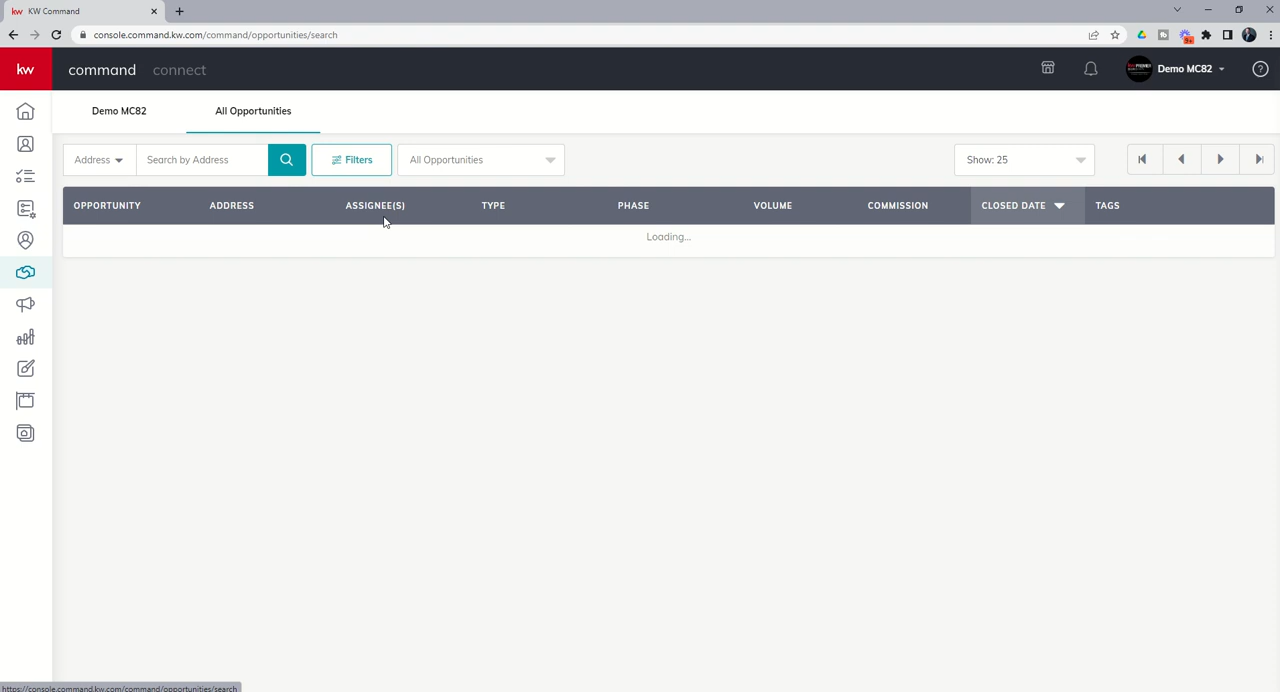 kw KW Command
console.command.kw.com/command/opportunities/search
9+
kw command connect Demo MC82
Demo MC82 All Opportunities
Address Search by Address Filters All Opportunities Show: 25
OPPORTUNITY ADDRESS ASSIGNEE(S) TYPE PHASE VOLUME COMMISSION CLOSED DATE TAGS
Loading...
https://console.command.kw.com/command/opportunities/search